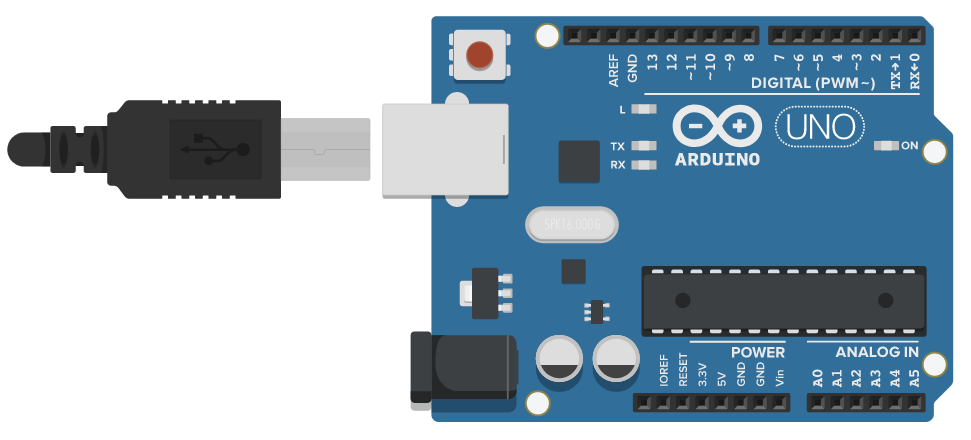 AREF
GND
13
12
~11
~10
~9
8
7
~6
~5
4
~3
2
TX→1
RX←0
DIGITAL (PWM~)
L
TX
RX
ARDUINO
UNO
ON
SPK16.000G
POWER
ANALOG IN
IOREF
RESET
3.3V
5V
GND
GND
Vin
A0
A1
A2
A3
A4
A5